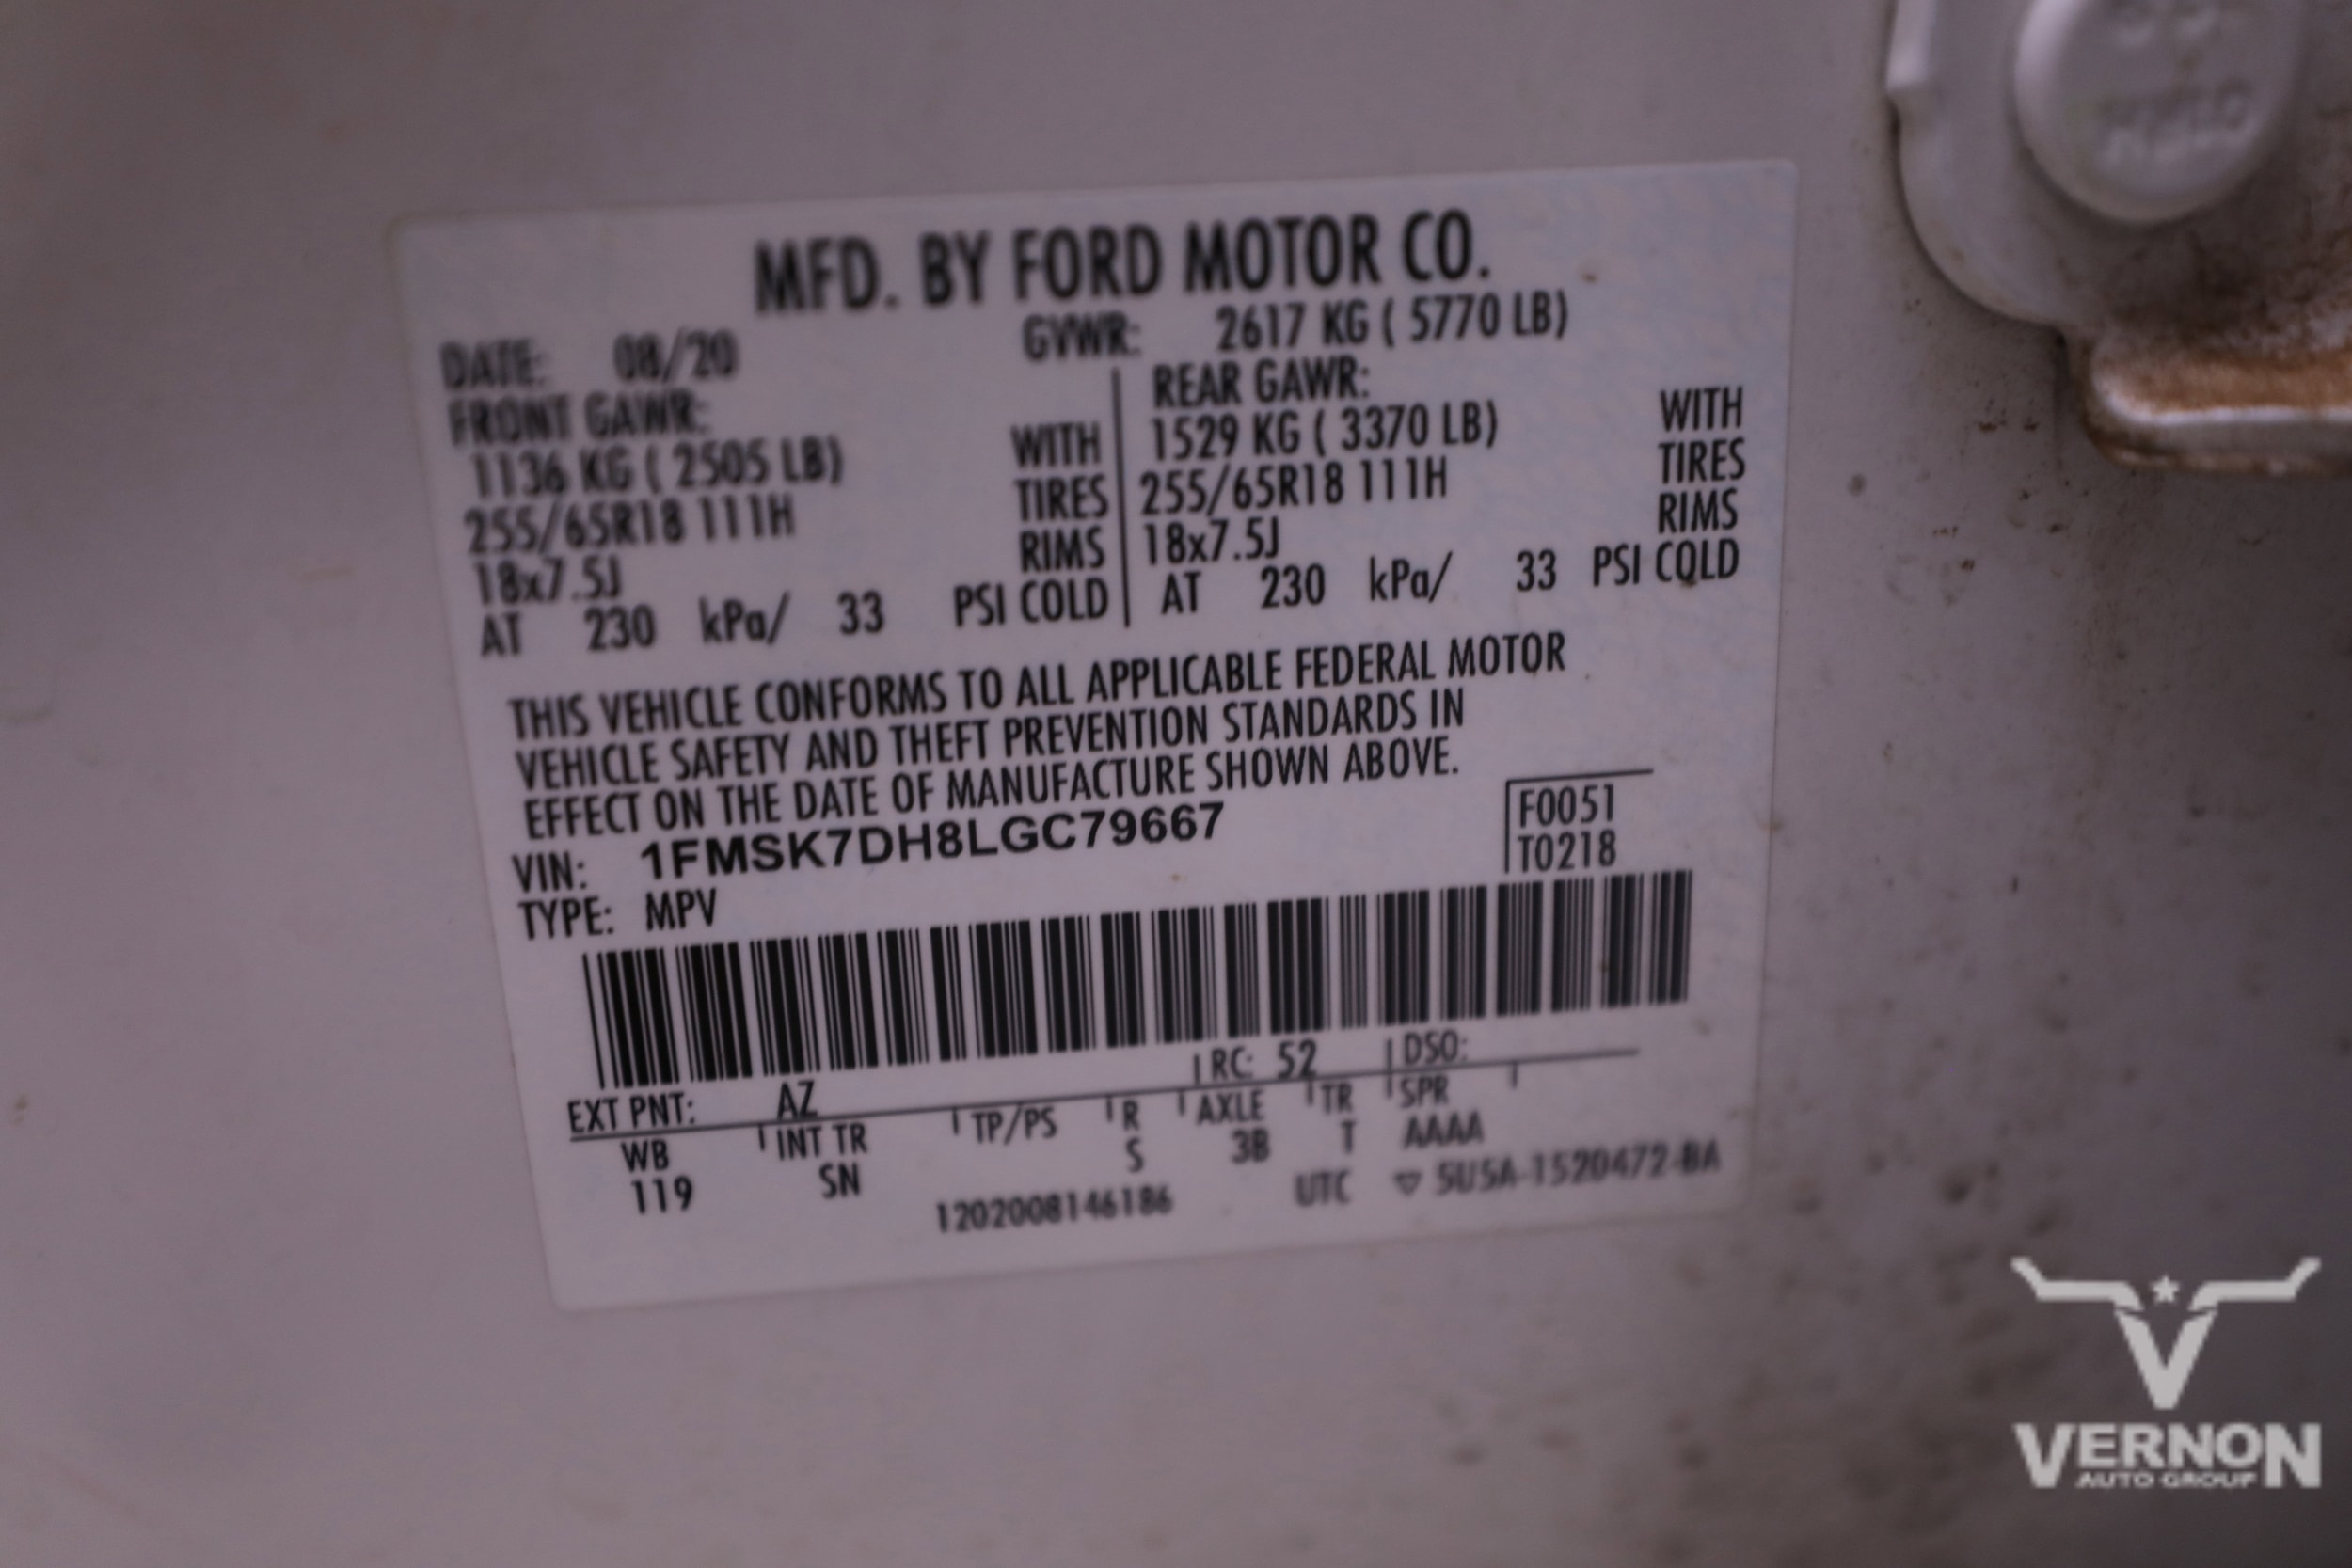 MFD. BY FORD MOTOR CO.
DATE: 08/20 GVWR: 2617 KG ( 5770 LB)
FRONT GAWR: REAR GAWR:
1136 KG ( 2505 LB) WITH 1529 KG ( 3370 LB) WITH
255/65R18 111H TIRES 255/65R18 111H TIRES
18x7.5J RIMS 18x7.5J RIMS
AT 230 kPa/ 33 PSI COLD AT 230 kPa/ 33 PSI COLD
THIS VEHICLE CONFORMS TO ALL APPLICABLE FEDERAL MOTOR
VEHICLE SAFETY AND THEFT PREVENTION STANDARDS IN
EFFECT ON THE DATE OF MANUFACTURE SHOWN ABOVE.
VIN: 1FMSK7DH8LGC79667 F0051
TYPE: MPV T0218
EXT PNT: AZ RC: 52 DSO:
WB INT TR TP/PS R AXLE TR SPR
119 SN S 3B T AAAA
1202008146186 UTC ▽ 5U5A-1520472-BA
VERNON
AUTO GROUP